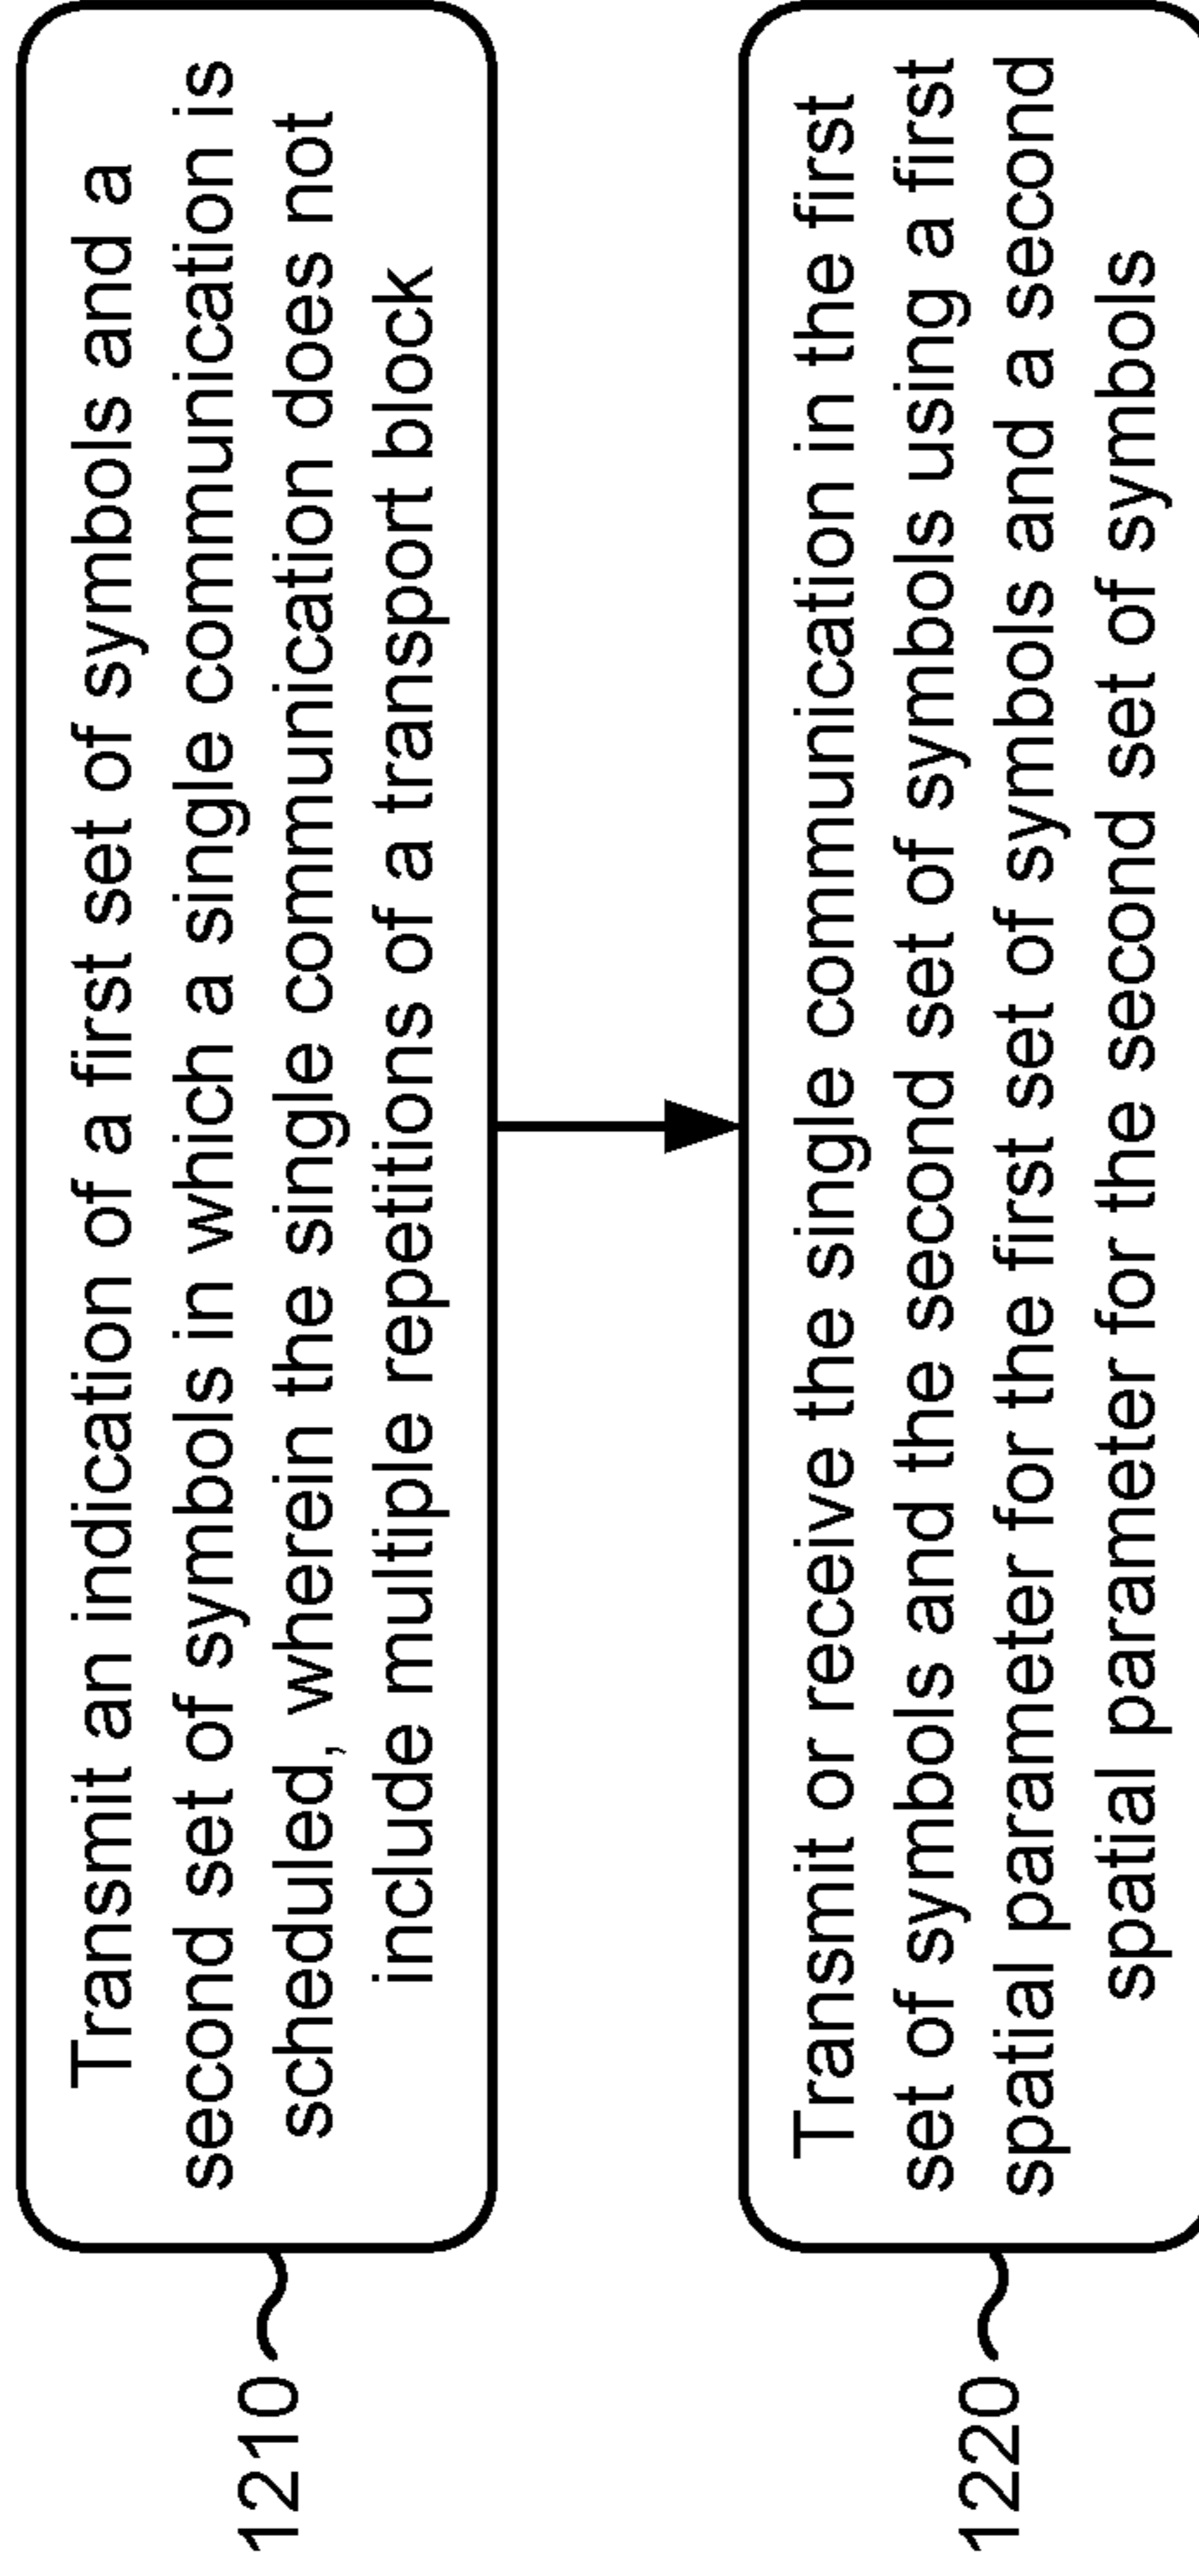 1210
Transmit an indication of a first set of symbols and a
second set of symbols in which a single communication is
scheduled, wherein the single communication does not
include multiple repetitions of a transport block
1220
Transmit or receive the single communication in the first
set of symbols and the second set of symbols using a first
spatial parameter for the first set of symbols and a second
spatial parameter for the second set of symbols